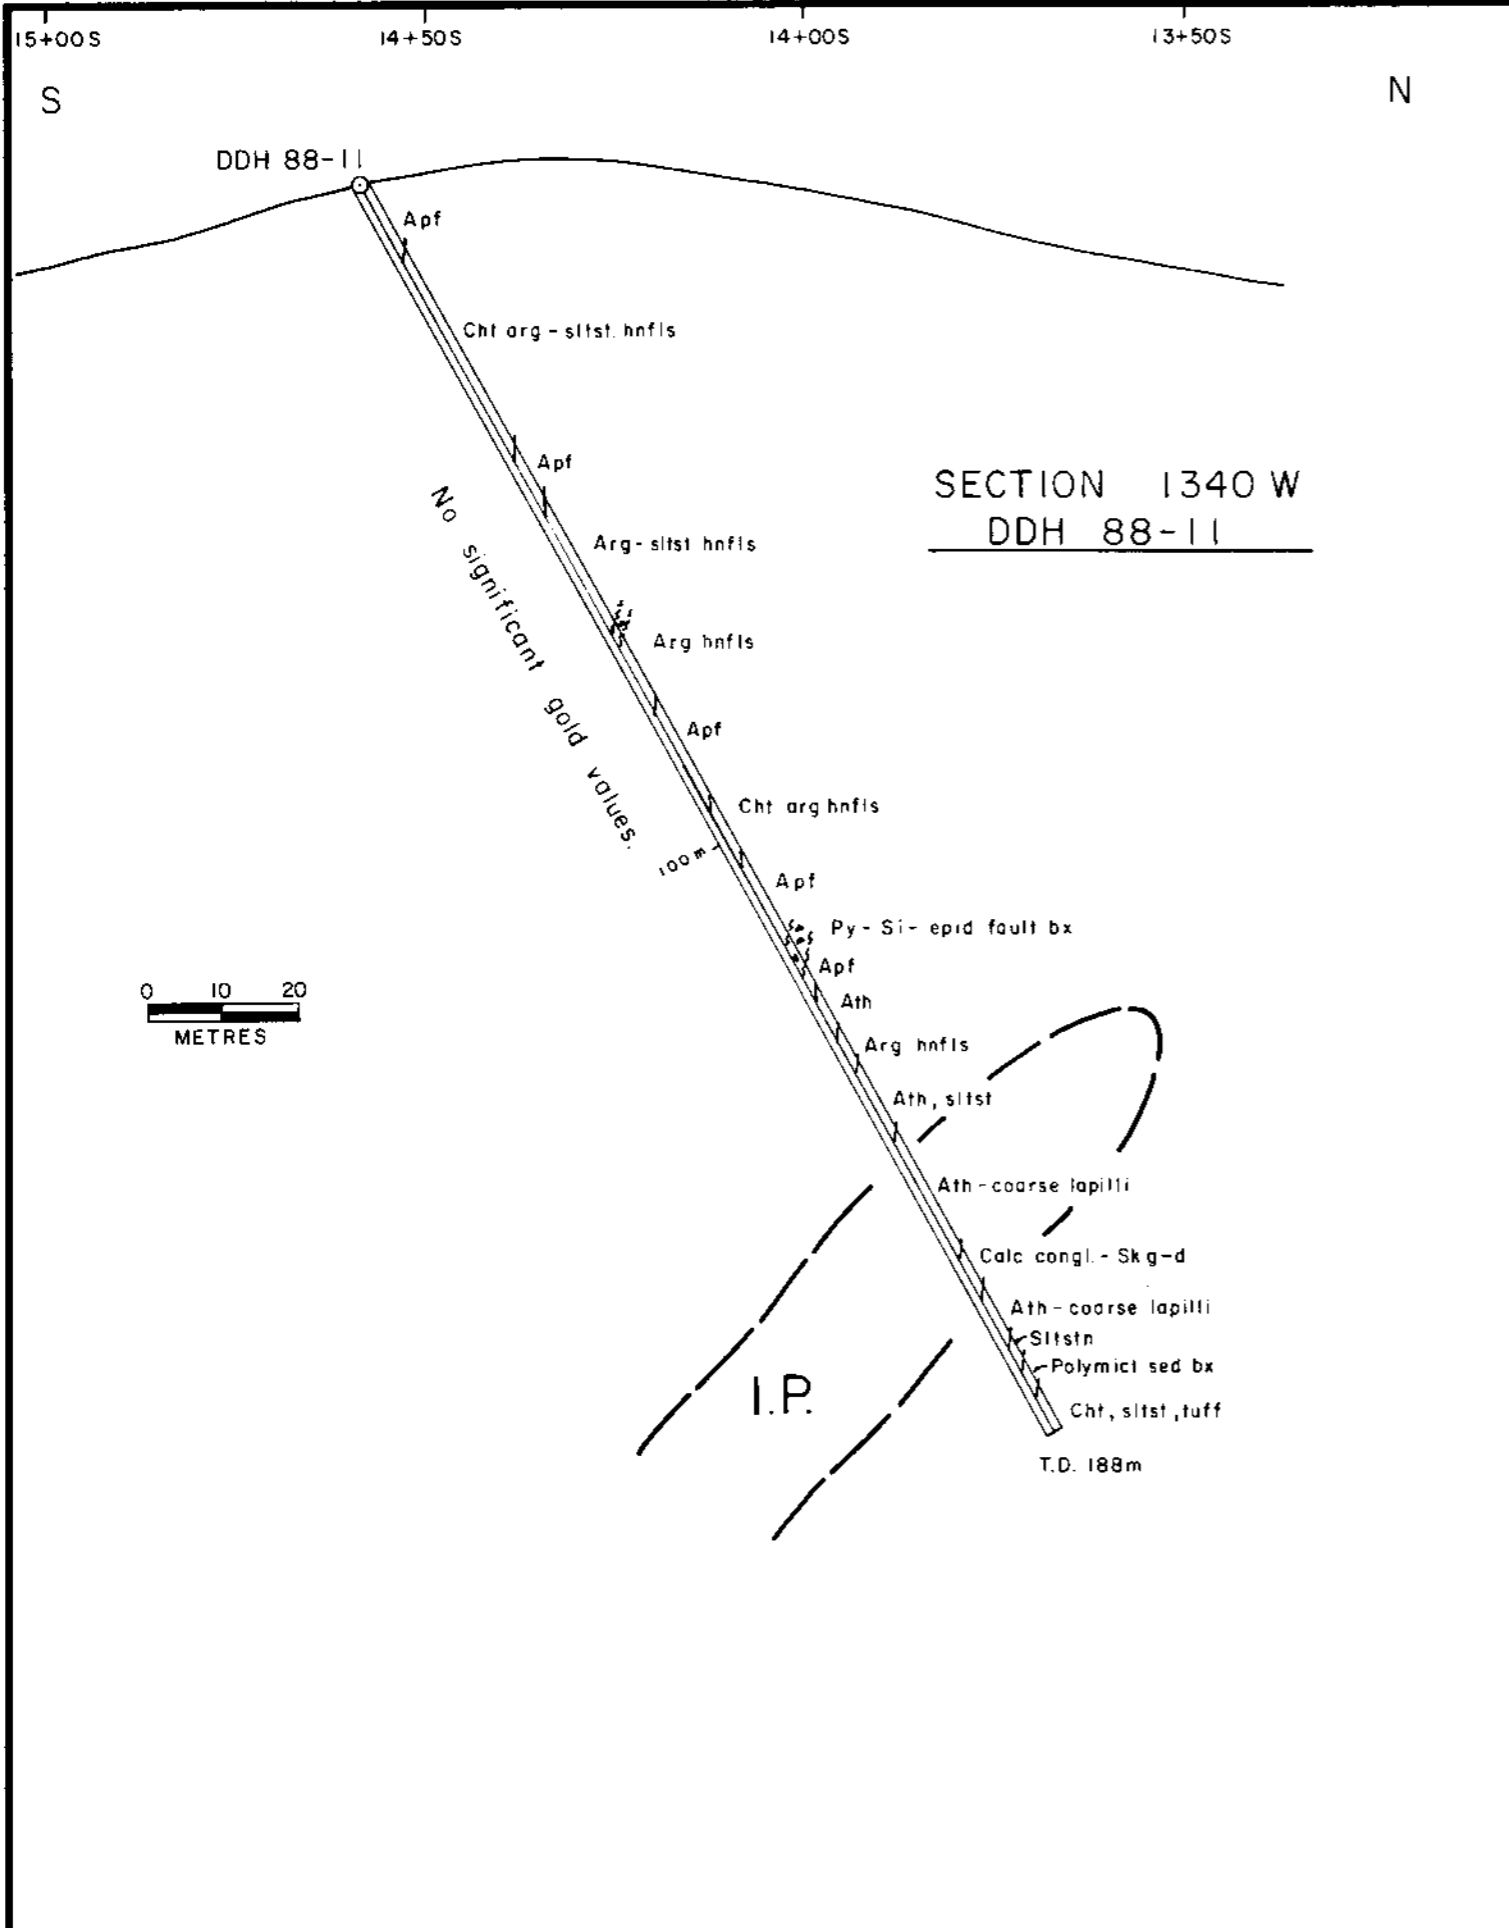 15+00S 14+50S 14+00S 13+50S
S N
DDH 88-11
Apf
Cht arg-sltst. hnfls
Apf
SECTION 1340 W
DDH 88-11
No significant gold values.
Arg-sltst hnfls
Arg hnfls
Apf
Cht arg hnfls
100m
Apf
Py-Si-epid fault bx
Apf
0 10 20
METRES
Ath
Arg hnfls
Ath, sltst
Ath-coarse lapilli
Calc congl.-Skg-d
Ath-coarse lapilli
Sltstn
Polymict sed bx
I.P.
Cht, sltst, tuff
T.D. 188m